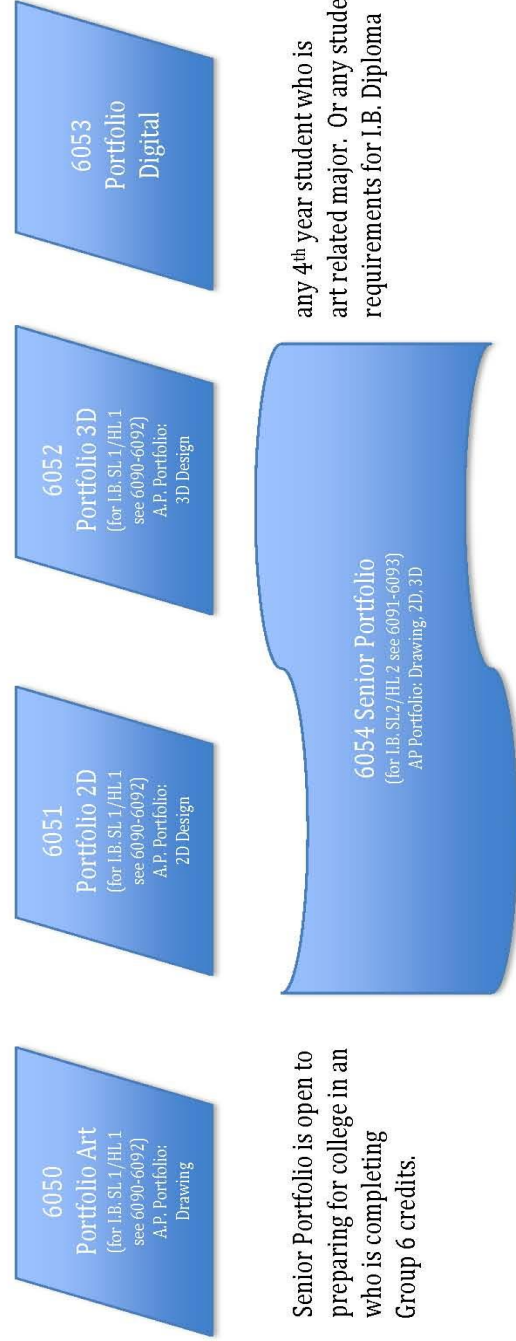 6050
Portfolio Art
(for I.B. SL 1/HL 1
see 6090-6092)
A.P. Portfolio:
Drawing
6051
Portfolio 2D
(for I.B. SL 1/HL 1
see 6090-6092)
A.P. Portfolio:
2D Design
6052
Portfolio 3D
(for I.B. SL 1/HL 1
see 6090-6092)
A.P. Portfolio:
3D Design
6053
Portfolio
Digital
Senior Portfolio is open to
preparing for college in an
who is completing
Group 6 credits.
6054 Senior Portfolio
(for I.B. SL2/HL 2 see 6091-6093)
AP Portfolio: Drawing, 2D, 3D
any 4th year student who is
art related major. Or any stude
requirements for I.B. Diploma